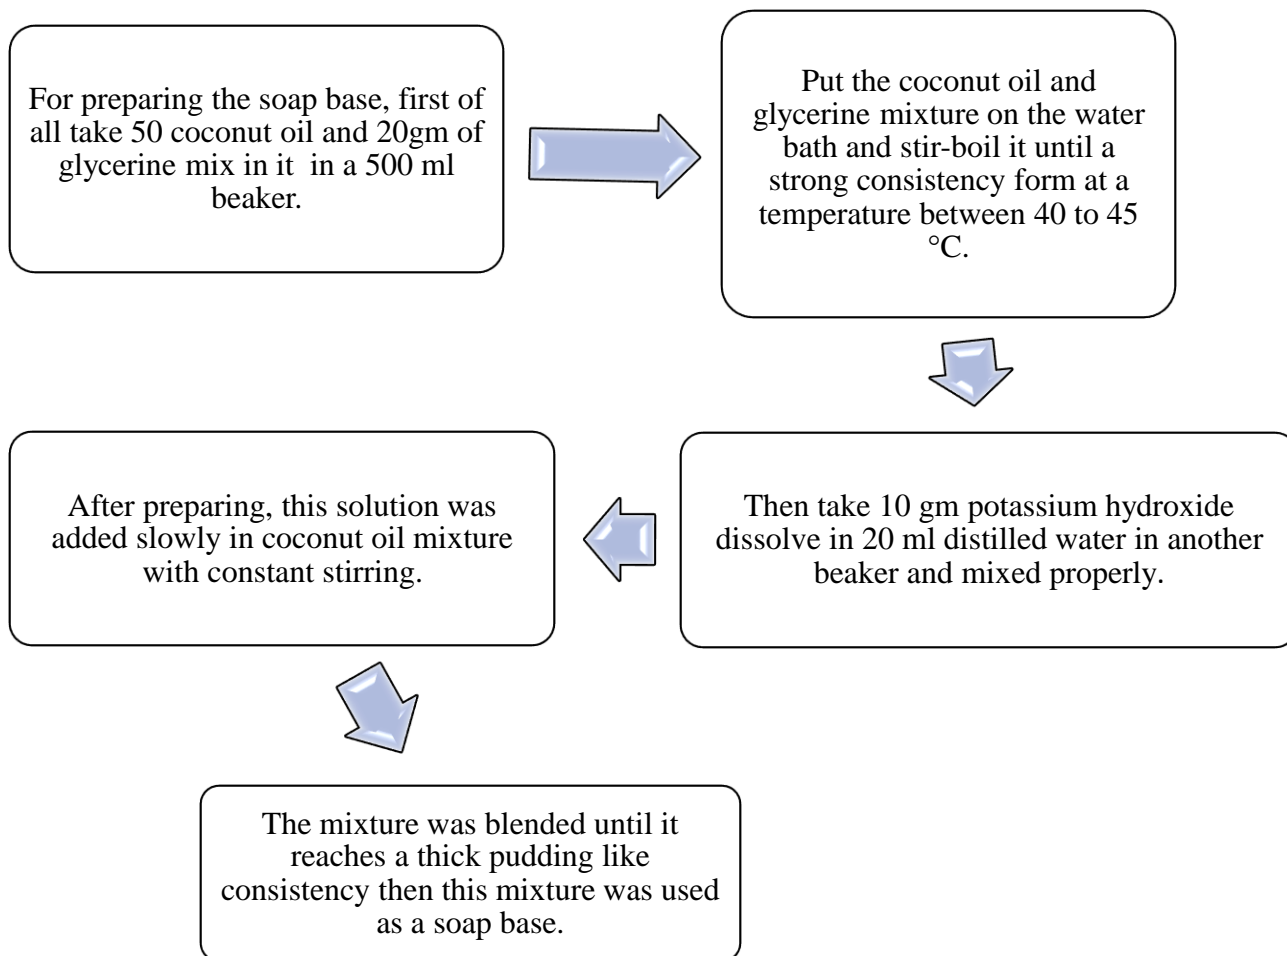 For preparing the soap base, first of
all take 50 coconut oil and 20gm of
glycerine mix in it in a 500 ml
beaker.
Put the coconut oil and
glycerine mixture on the water
bath and stir-boil it until a
strong consistency form at a
temperature between 40 to 45
°C.
Then take 10 gm potassium hydroxide
dissolve in 20 ml distilled water in another
beaker and mixed properly.
After preparing, this solution was
added slowly in coconut oil mixture
with constant stirring.
The mixture was blended until it
reaches a thick pudding like
consistency then this mixture was used
as a soap base.